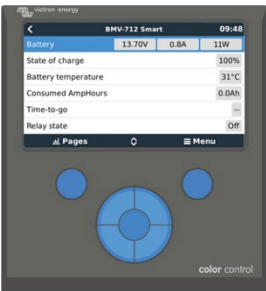 victron energy
< BMV-712 Smart 09:48
Battery 13.70V 0.8A 11W
State of charge 100%
Battery temperature 31°C
Consumed AmpHours 0.0Ah
Time-to-go --
Relay state Off
Pages Menu
color control